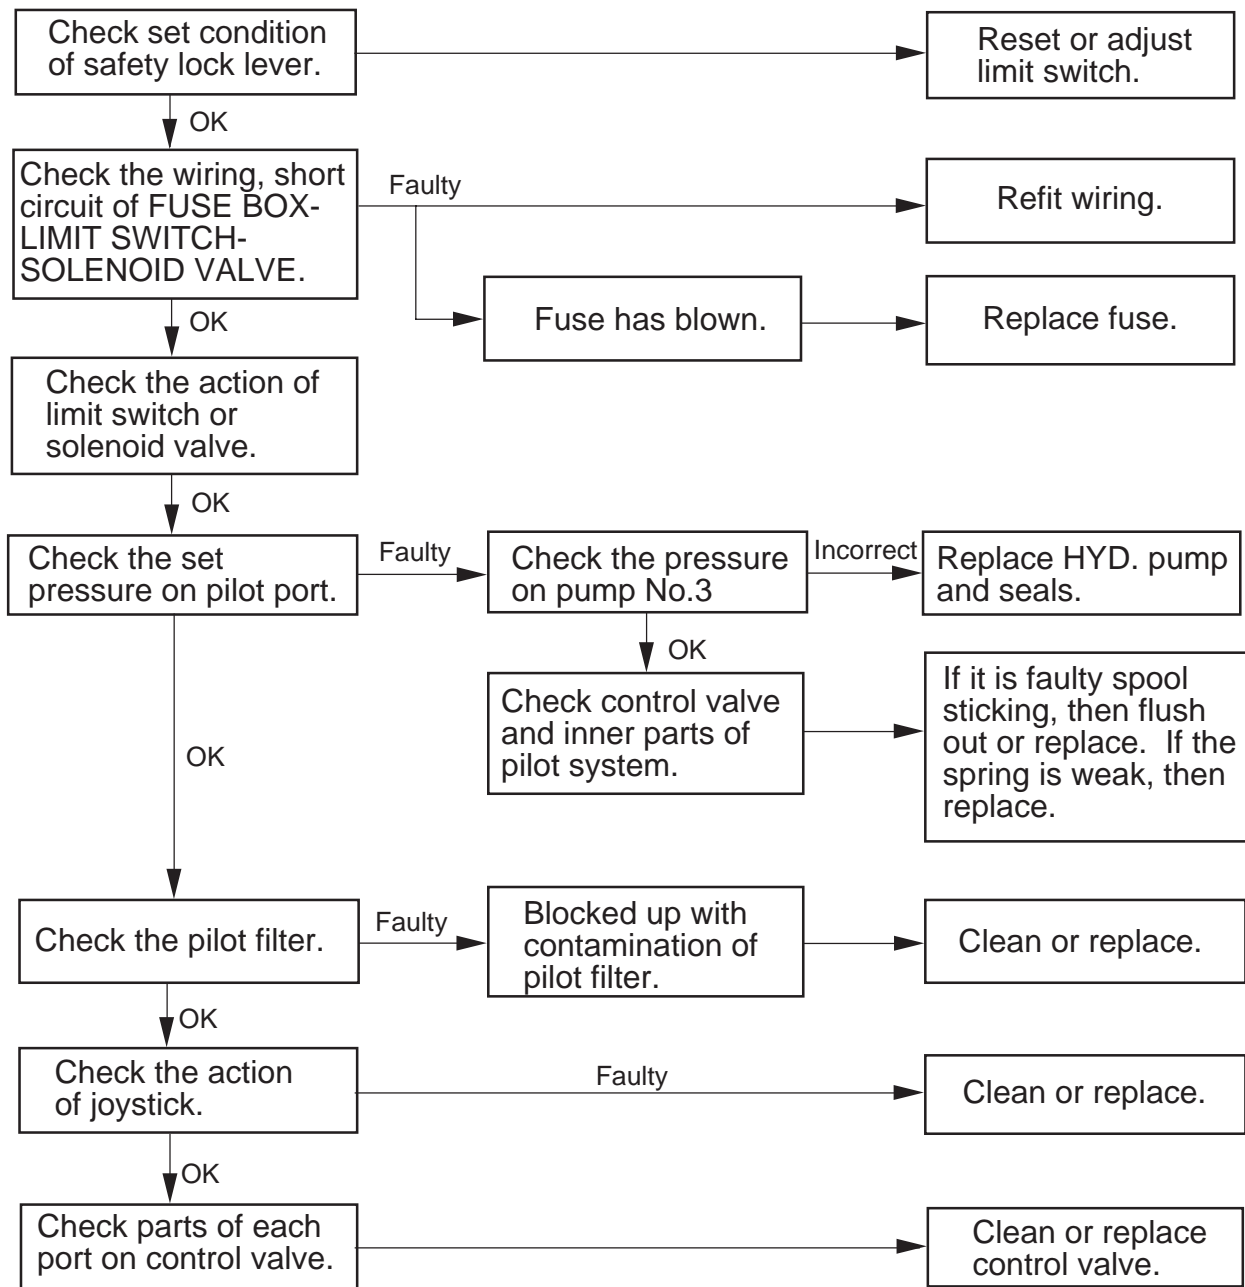 Check set condition
of safety lock lever.
Reset or adjust
limit switch.
OK
Check the wiring, short
circuit of FUSE BOX-
LIMIT SWITCH-
SOLENOID VALVE.
Faulty
Refit wiring.
Fuse has blown.
Replace fuse.
OK
Check the action of
limit switch or
solenoid valve.
OK
Check the set
pressure on pilot port.
Faulty
Check the pressure
on pump No.3
Incorrect
Replace HYD. pump
and seals.
OK
Check control valve
and inner parts of
pilot system.
If it is faulty spool
sticking, then flush
out or replace.  If the
spring is weak, then
replace.
OK
Check the pilot filter.
Faulty
Blocked up with
contamination of
pilot filter.
Clean or replace.
OK
Check the action
of joystick.
Faulty
Clean or replace.
OK
Check parts of each
port on control valve.
Clean or replace
control valve.